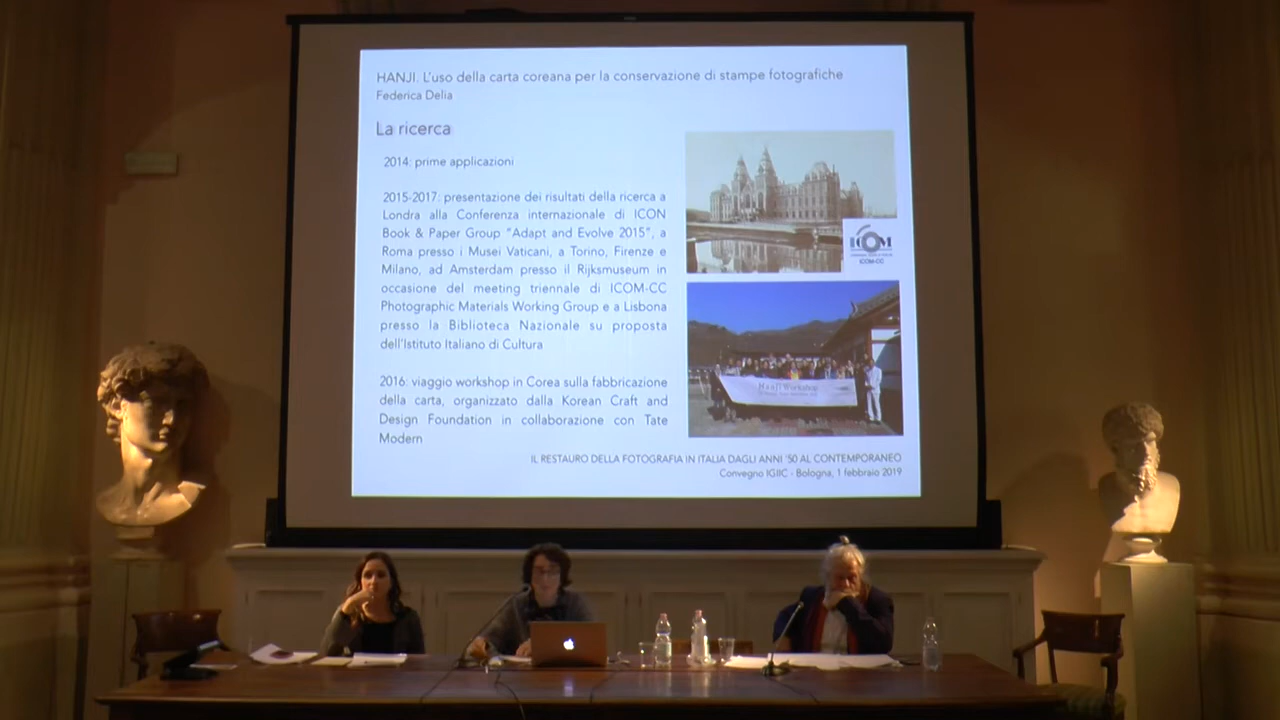 HANJI. L'uso della carta coreana per la conservazione di stampe fotografiche
Federica Delia
La ricerca
2014: prime applicazioni
2015-2017: presentazione dei risultati della ricerca a
Londra alla Conferenza internazionale di ICON
Book & Paper Group "Adapt and Evolve 2015", a
Roma presso i Musei Vaticani, a Torino, Firenze e
Milano, ad Amsterdam presso il Rijksmuseum in
occasione del meeting triennale di ICOM-CC
Photographic Materials Working Group e a Lisbona
presso la Biblioteca Nazionale su proposta
dell'Istituto Italiano di Cultura
2016: viaggio workshop in Corea sulla fabbricazione
della carta, organizzato dalla Korean Craft and
Design Foundation in collaborazione con Tate
Modern
ICOM
ICOM-CC
Hanji Workshop
IL RESTAURO DELLA FOTOGRAFIA IN ITALIA DAGLI ANNI '50 AL CONTEMPORANEO
Convegno IGIIC - Bologna, 1 febbraio 2019